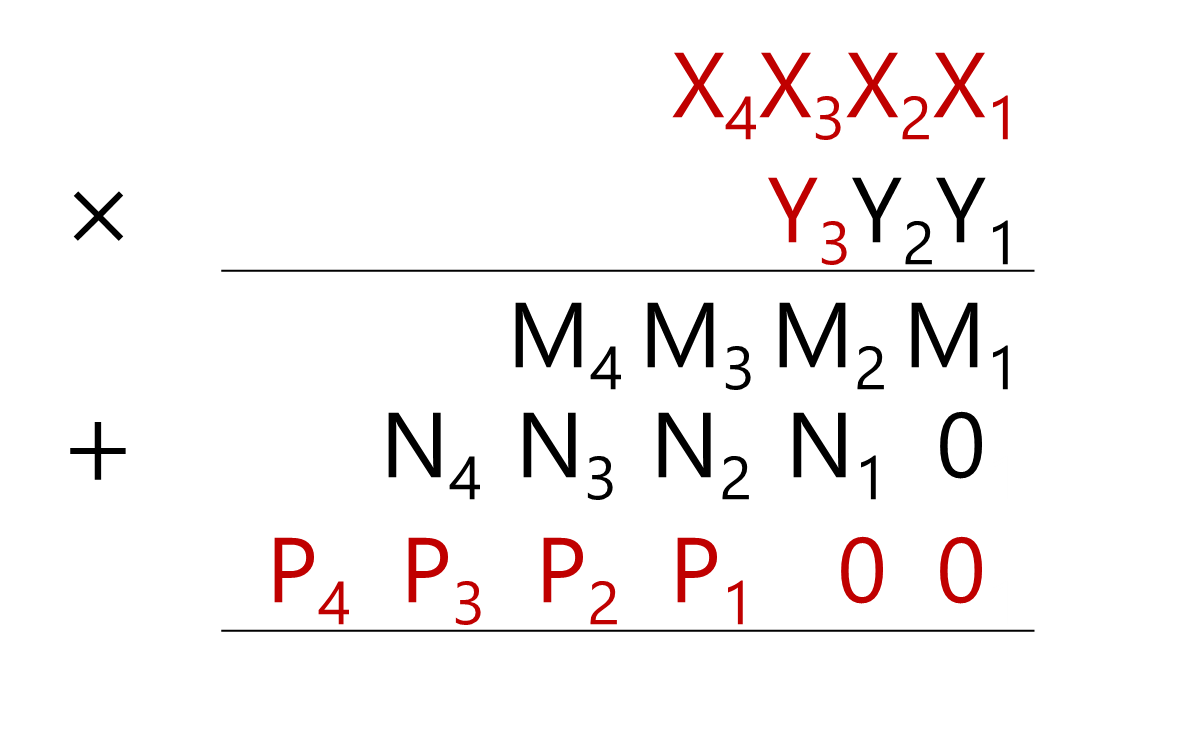 X₄X₃X₂X₁
× Y₃Y₂Y₁
M₄ M₃ M₂ M₁
+ N₄ N₃ N₂ N₁ 0
P₄ P₃ P₂ P₁ 0 0